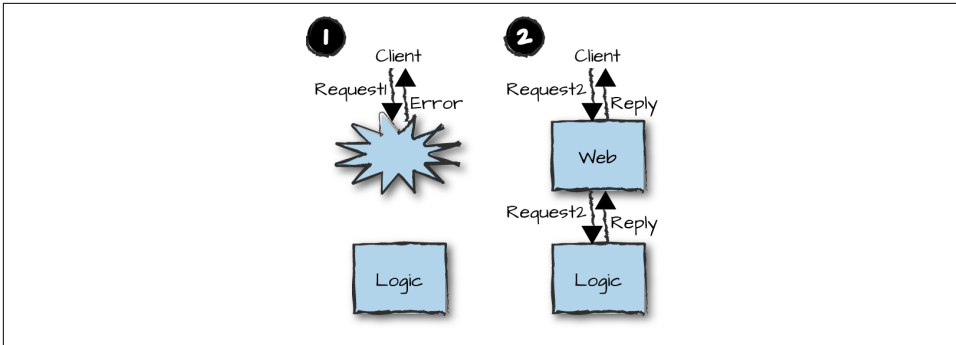 1
Client
Request1
Error
Logic
2
Client
Request2
Reply
Web
Request2
Reply
Logic